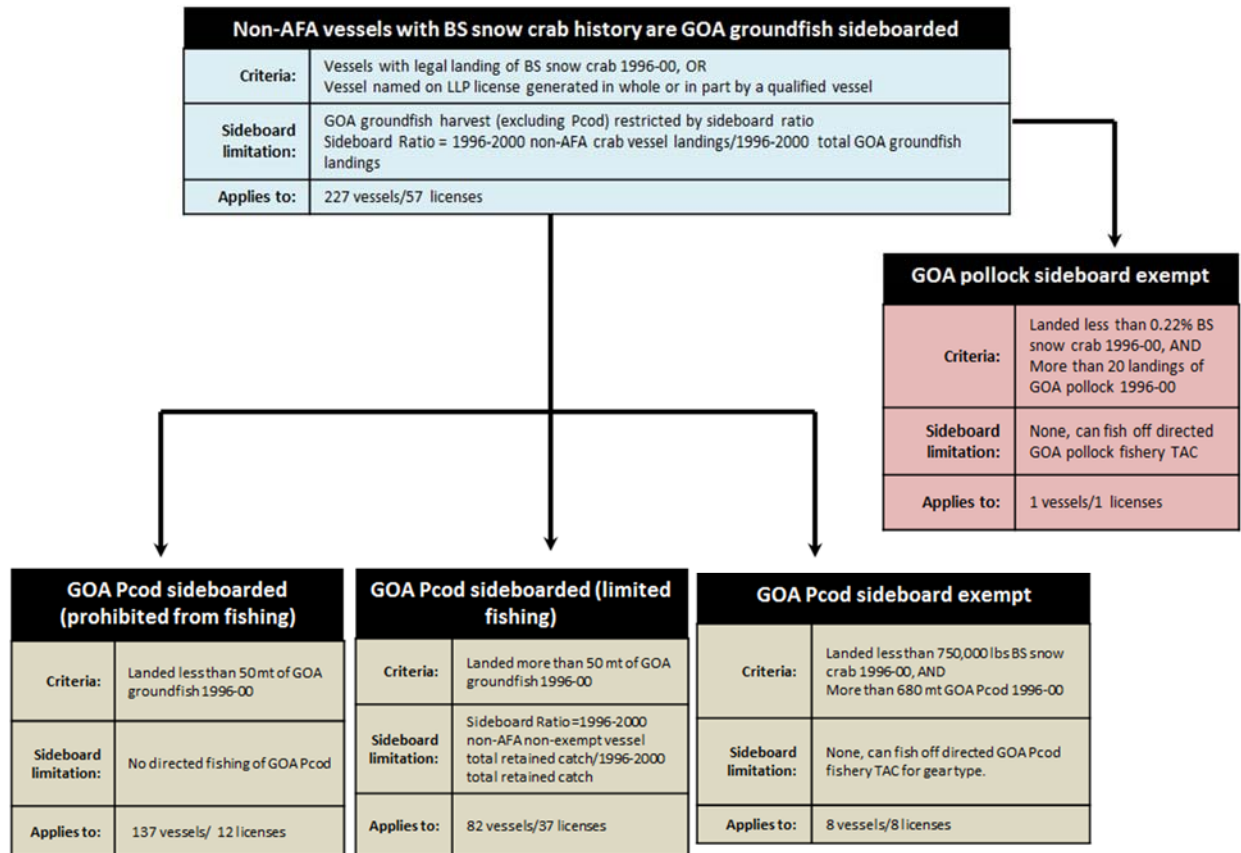 Non-AFA vessels with BS snow crab history are GOA groundfish sideboarded
Criteria:
Vessels with legal landing of BS snow crab 1996-00, OR
Vessel named on LLP license generated in whole or in part by a qualified vessel
Sideboard
limitation:
GOA groundfish harvest (excluding Pcod) restricted by sideboard ratio
Sideboard Ratio = 1996-2000 non-AFA crab vessel landings/1996-2000 total GOA groundfish
landings
Applies to:
227 vessels/57 licenses
GOA pollock sideboard exempt
Criteria:
Landed less than 0.22% BS
snow crab 1996-00, AND
More than 20 landings of
GOA pollock 1996-00
Sideboard
limitation:
None, can fish off directed
GOA pollock fishery TAC
Applies to:
1 vessels/1 licenses
GOA Pcod sideboarded
(prohibited from fishing)
Criteria:
Landed less than 50 mt of GOA
groundfish 1996-00
Sideboard
limitation:
No directed fishing of GOA Pcod
Applies to:
137 vessels/ 12 licenses
GOA Pcod sideboarded (limited
fishing)
Criteria:
Landed more than 50 mt of GOA
groundfish 1996-00
Sideboard
limitation:
Sideboard Ratio=1996-2000
non-AFA non-exempt vessel
total retained catch/1996-2000
total retained catch
Applies to:
82 vessels/37 licenses
GOA Pcod sideboard exempt
Criteria:
Landed less than 750,000 lbs BS snow
crab 1996-00, AND
More than 680 mt GOA Pcod 1996-00
Sideboard
limitation:
None, can fish off directed GOA Pcod
fishery TAC for gear type.
Applies to:
8 vessels/8 licenses